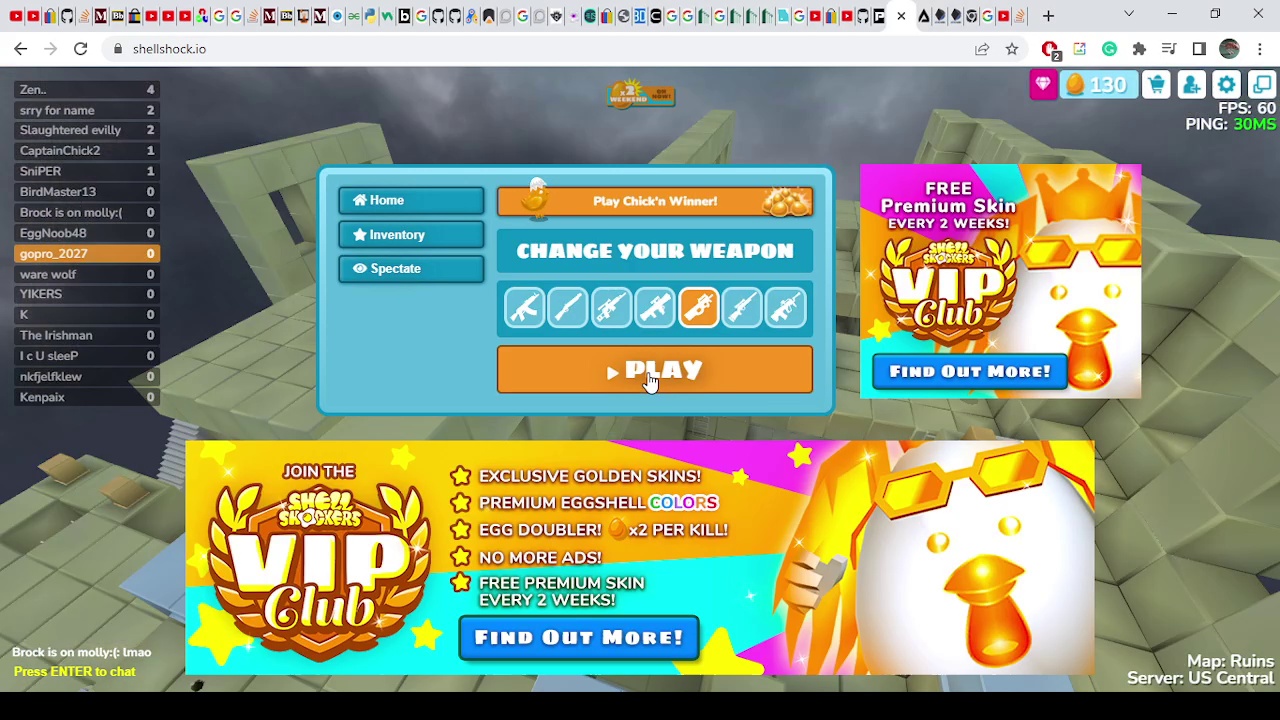 shellshock.io
2
Zen.. 4
srry for name 2
Slaughtered evilly 2
CaptainChick2 1
SniPER 1
BirdMaster13 0
Brock is on molly:( 0
EggNoob48 0
gopro_2027 0
ware wolf 0
YIKERS 0
K 0
The Irishman 0
I c U sleeP 0
nkfjelfklew 0
Kenpaix 0
x2
WEEKEND
130
FPS: 60
PING: 30MS
Home
Inventory
Spectate
Play Chick'n Winner!
CHANGE YOUR WEAPON
PLAY
FREE
Premium Skin
EVERY 2 WEEKS!
SHELL
SHOCKERS
VIP
Club
FIND OUT MORE!
JOIN THE
SHELL
SHOCKERS
VIP
Club
EXCLUSIVE GOLDEN SKINS!
PREMIUM EGGSHELL COLORS
EGG DOUBLER! x2 PER KILL!
NO MORE ADS!
FREE PREMIUM SKIN
EVERY 2 WEEKS!
FIND OUT MORE!
Brock is on molly:(: lmao
Press ENTER to chat
Map: Ruins
Server: US Central